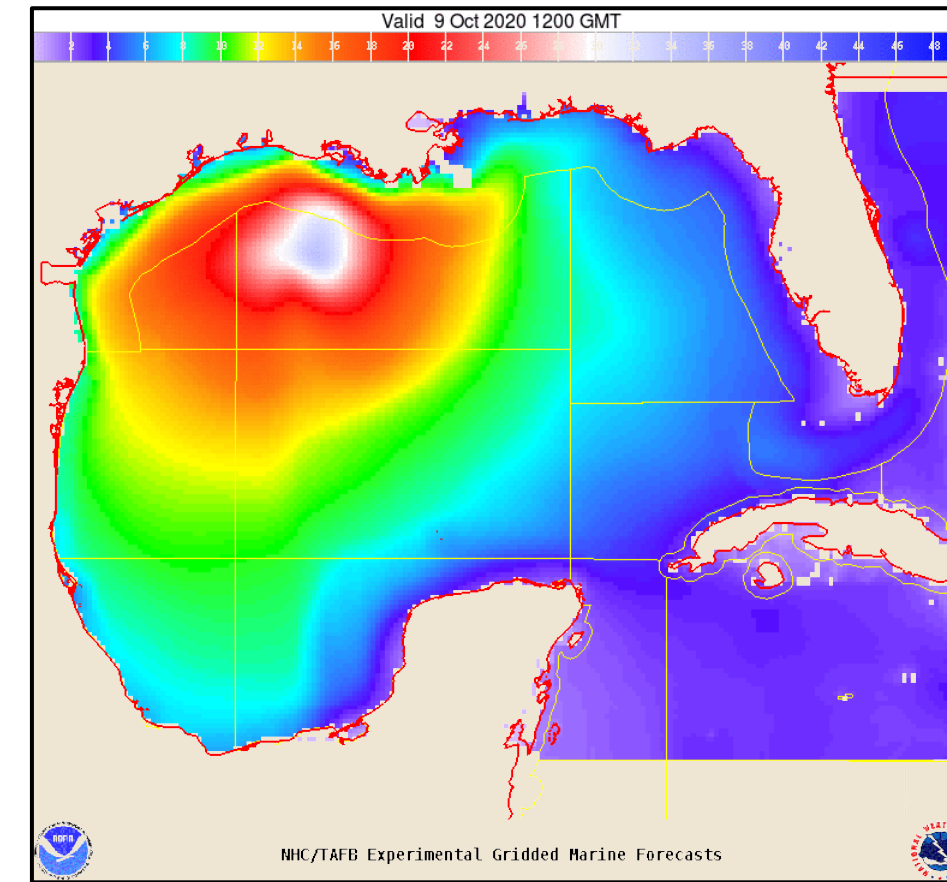 Valid 9 Oct 2020 1200 GMT
2 4 6 8 10 12 14 16 18 20 22 24 26 28 30 32 34 36 38 40 42 44 46 48
NOAA
NHC/TAFB Experimental Gridded Marine Forecasts